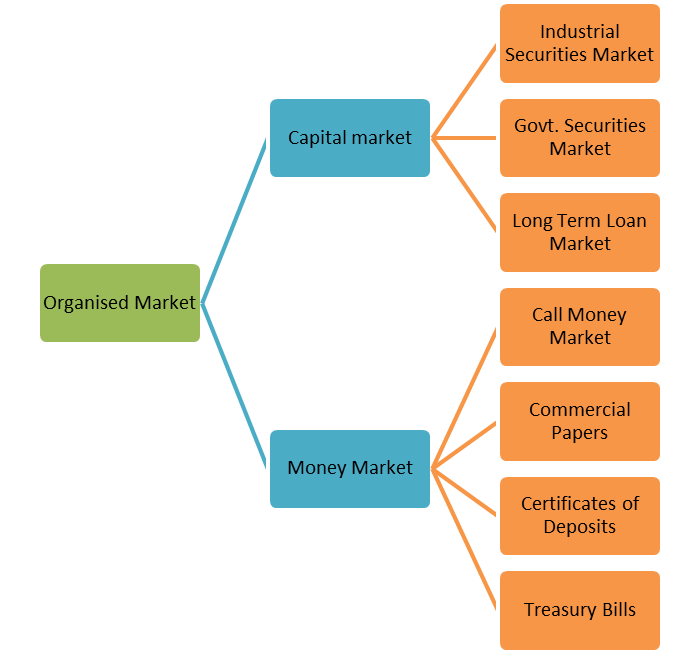 Industrial
Securities Market
Capital market
Govt. Securities
Market
Long Term Loan
Market
Organised Market
Call Money
Market
Commercial
Papers
Money Market
Certificates of
Deposits
Treasury Bills